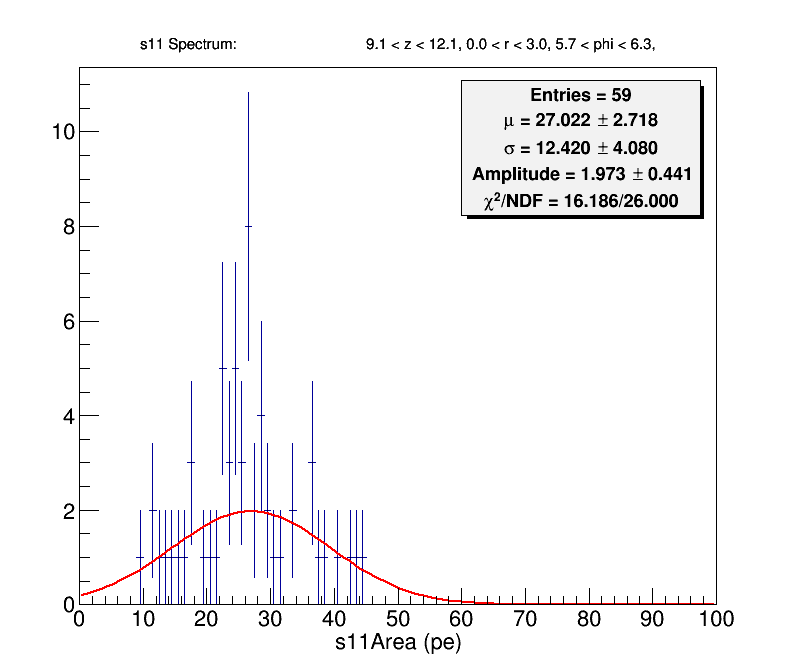 s11 Spectrum: 9.1 < z < 12.1, 0.0 < r < 3.0, 5.7 < phi < 6.3,
Entries = 59
μ = 27.022 ± 2.718
σ = 12.420 ± 4.080
Amplitude = 1.973 ± 0.441
χ²/NDF = 16.186/26.000
10
8
6
4
2
0
0 10 20 30 40 50 60 70 80 90 100
s11Area (pe)